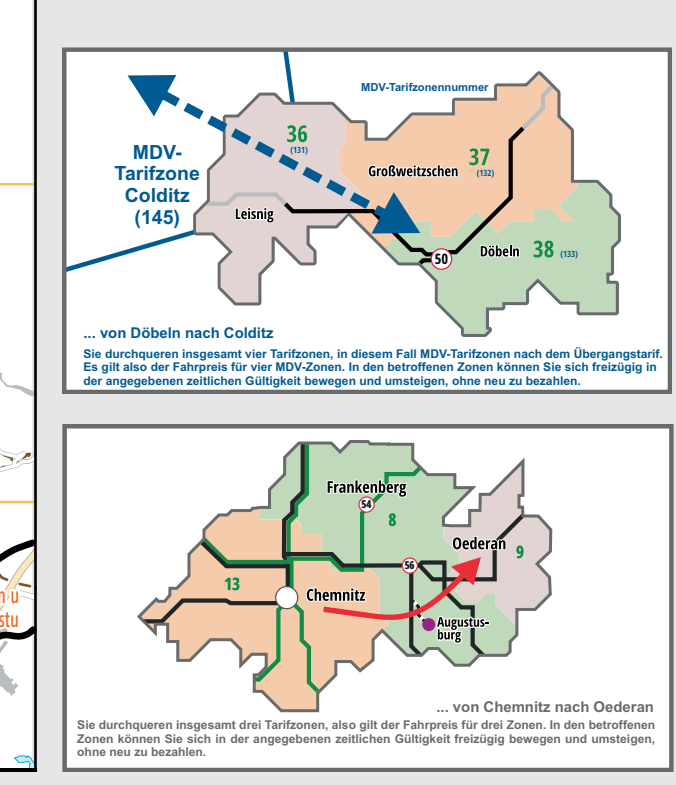 MDV-Tarifzonennummer
36
(131)
37
(132)
MDV-
Tarifzone
Colditz
(145)
Großweitzschen
Leisnig
50
Döbeln 38 (133)
... von Döbeln nach Colditz
Sie durchqueren insgesamt vier Tarifzonen, in diesem Fall MDV-Tarifzonen nach dem Übergangstarif.
Es gilt also der Fahrpreis für vier MDV-Zonen. In den betroffenen Zonen können Sie sich freizügig in
der angegebenen zeitlichen Gültigkeit bewegen und umsteigen, ohne neu zu bezahlen.
Frankenberg
54
8
Oederan
9
56
13
Chemnitz
Augustus-
burg
... von Chemnitz nach Oederan
Sie durchqueren insgesamt drei Tarifzonen, also gilt der Fahrpreis für drei Zonen. In den betroffenen
Zonen können Sie sich in der angegebenen zeitlichen Gültigkeit freizügig bewegen und umsteigen,
ohne neu zu bezahlen.